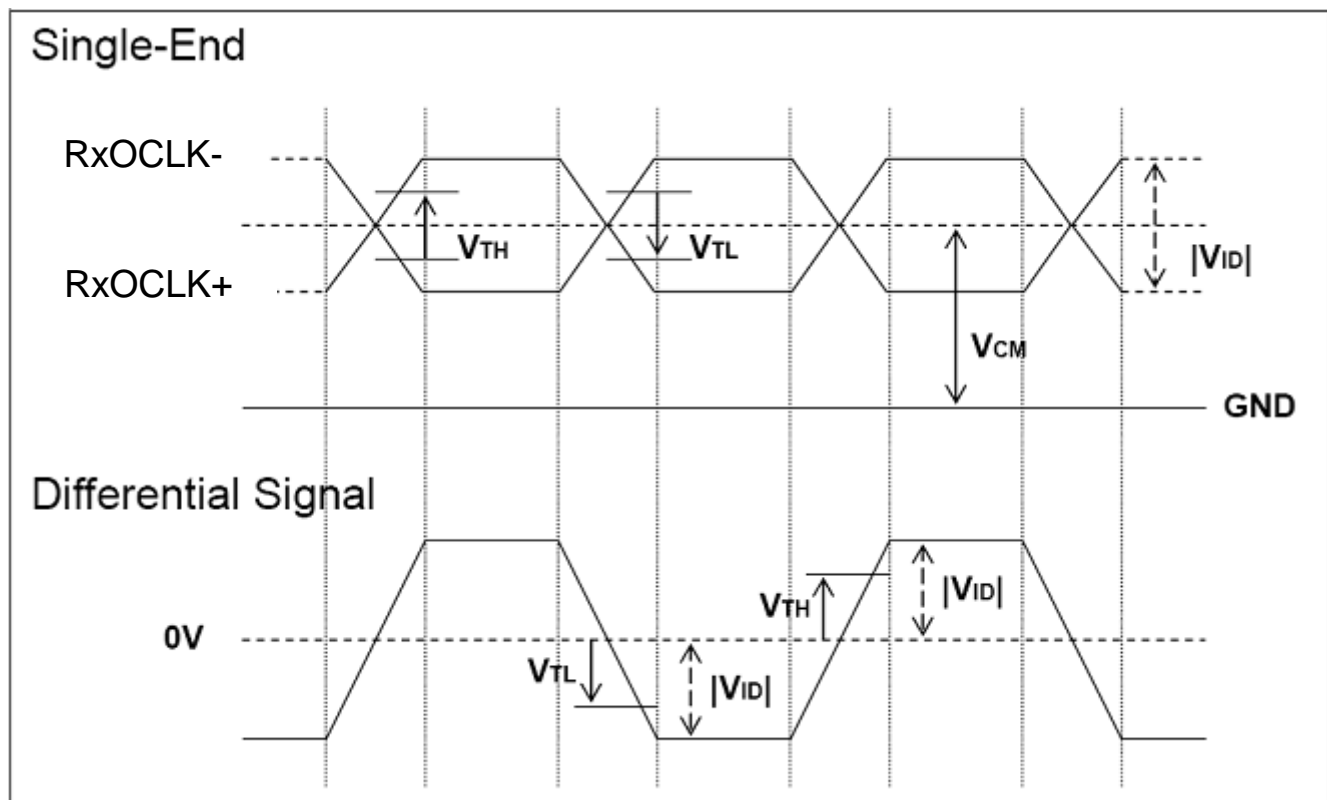 Single-End
RxOCLK-
VTH
VTL
|VID|
RxOCLK+
VCM
GND
Differential Signal
VTH
|VID|
0V
VTL
|VID|